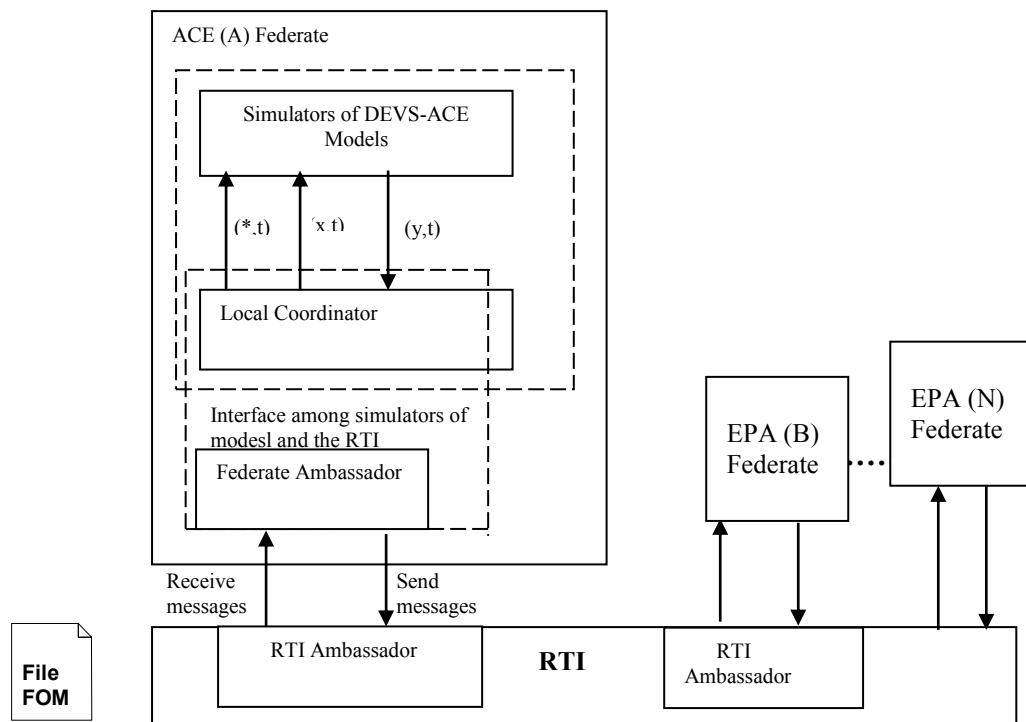 ACE (A) Federate
Simulators of DEVS-ACE
Models
(*,t)
(x,t)
(y,t)
Local Coordinator
Interface among simulators of
modesl and the RTI
Federate Ambassador
EPA (B)
Federate
EPA (N)
Federate
Receive
messages
Send
messages
RTI Ambassador
RTI
RTI
Ambassador
File
FOM